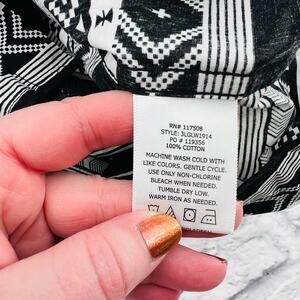 RN# 117508
STYLE: 3LGLW1914
PO # 119356
100% COTTON
MACHINE WASH COLD WITH
LIKE COLORS. GENTLE CYCLE.
USE ONLY NON-CHLORINE
BLEACH WHEN NEEDED.
TUMBLE DRY LOW.
WARM IRON AS NEEDED.